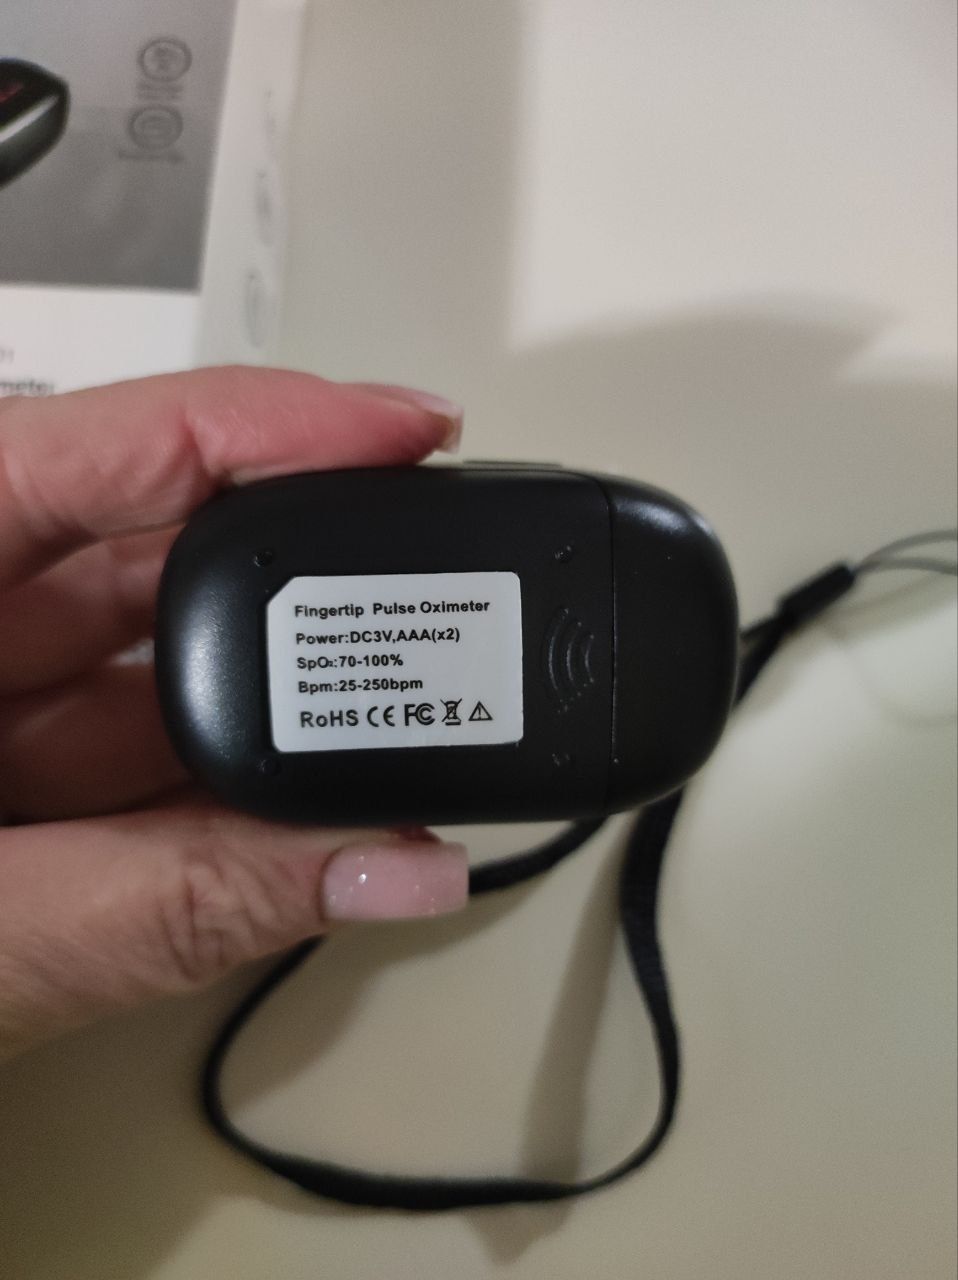 Fingertip Pulse Oximeter
Power:DC3V,AAA(x2)
SpO₂:70-100%
Bpm:25-250bpm
RoHS CE FC